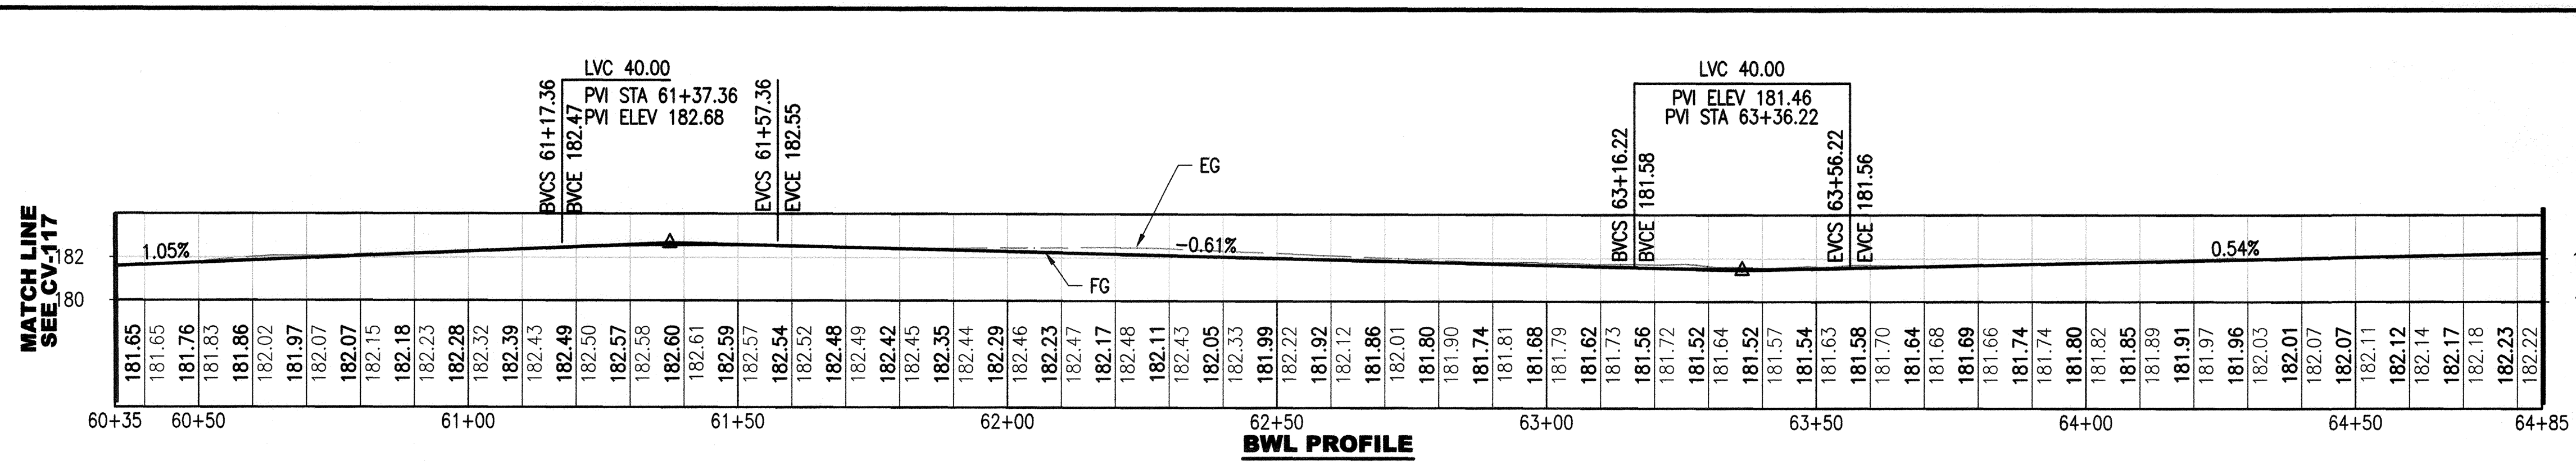 LVC 40.00
PVI STA 61+37.36
PVI ELEV 182.68
BVCS 61+17.36
BVCE 182.47
EVCS 61+57.36
EVCE 182.55
LVC 40.00
PVI ELEV 181.46
PVI STA 63+36.22
BVCS 63+16.22
BVCE 181.58
EVCS 63+56.22
EVCE 181.56
EG
FG
MATCH LINE
SEE CV-117
1.05%
-0.61%
0.54%
182
180
181.65 181.65 181.76 181.83 181.86 182.02 181.97 182.07 182.07 182.15 182.18 182.23 182.28 182.32 182.39 182.43 182.49 182.50 182.57 182.58 182.60 182.61 182.59 182.57 182.54 182.52 182.48 182.49 182.42 182.45 182.35 182.44 182.29 182.46 182.23 182.47 182.17 182.48 182.11 182.43 182.05 182.33 181.99 182.22 181.92 182.12 181.86 182.01 181.80 181.90 181.74 181.81 181.68 181.79 181.62 181.73 181.56 181.72 181.52 181.64 181.52 181.57 181.54 181.63 181.58 181.70 181.64 181.68 181.69 181.66 181.74 181.74 181.80 181.82 181.85 181.89 181.91 181.97 181.96 182.03 182.01 182.07 182.07 182.11 182.12 182.14 182.17 182.18 182.23 182.22
60+35 60+50 61+00 61+50 62+00 62+50 63+00 63+50 64+00 64+50 64+85
BWL PROFILE